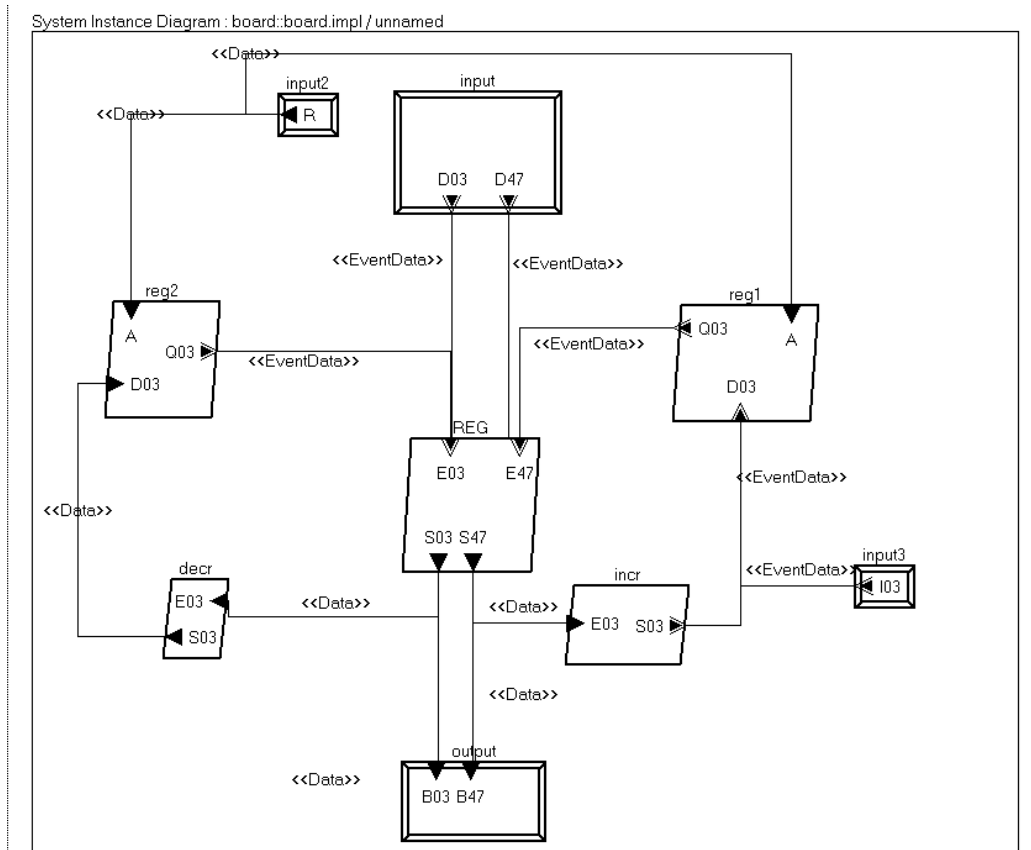 System Instance Diagram : board::board.impl / unnamed
<<Data>>
input2
input
<<Data>>
R
D03 D47
<<EventData>>
<<EventData>>
reg2
reg1
A
Q03
Q03
A
<<EventData>>
<<EventData>>
D03
D03
REG
E03 E47
<<EventData>>
<<Data>>
S03 S47
decr
incr
input3
<<EventData>>
I03
E03
<<Data>>
<<Data>>
E03 S03
S03
<<Data>>
output
<<Data>>
B03 B47